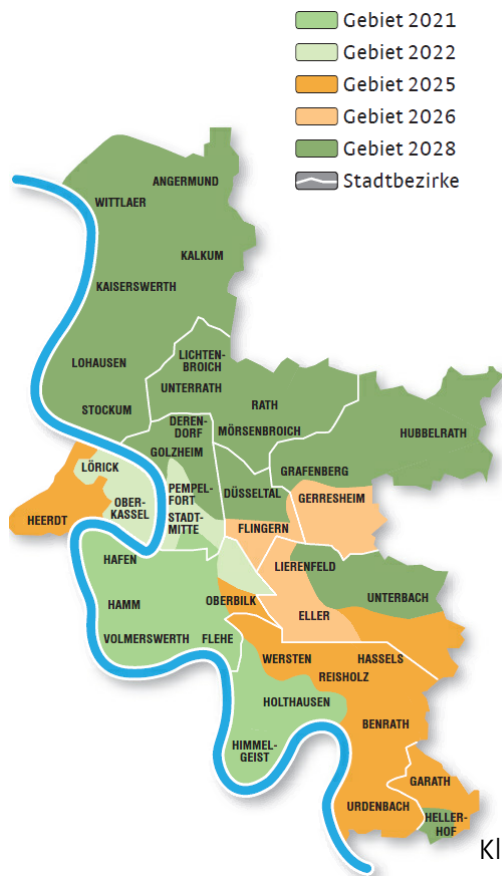 Gebiet 2021
Gebiet 2022
Gebiet 2025
Gebiet 2026
Gebiet 2028
Stadtbezirke
ANGERMUND
WITTLAER
KALKUM
KAISERSWERTH
LOHAUSEN
LICHTEN-
BROICH
UNTERRATH
STOCKUM
RATH
MÖRSENBROICH
DEREN-
DORF
GOLZHEIM
HUBBELRATH
GRAFENBERG
LÖRICK
OBER-
KASSEL
HEERDT
PEMPEL-
FORT
STADT-
MITTE
DÜSSELTAL
GERRESHEIM
FLINGERN
HAFEN
LIERENFELD
HAMM
OBERBILK
UNTERBACH
ELLER
VOLMERSWERTH
FLEHE
WERSTEN
HASSELS
REISHOLZ
HOLTHAUSEN
BENRATH
HIMMEL-
GEIST
GARATH
URDENBACH
HELLER-
HOF
Kl